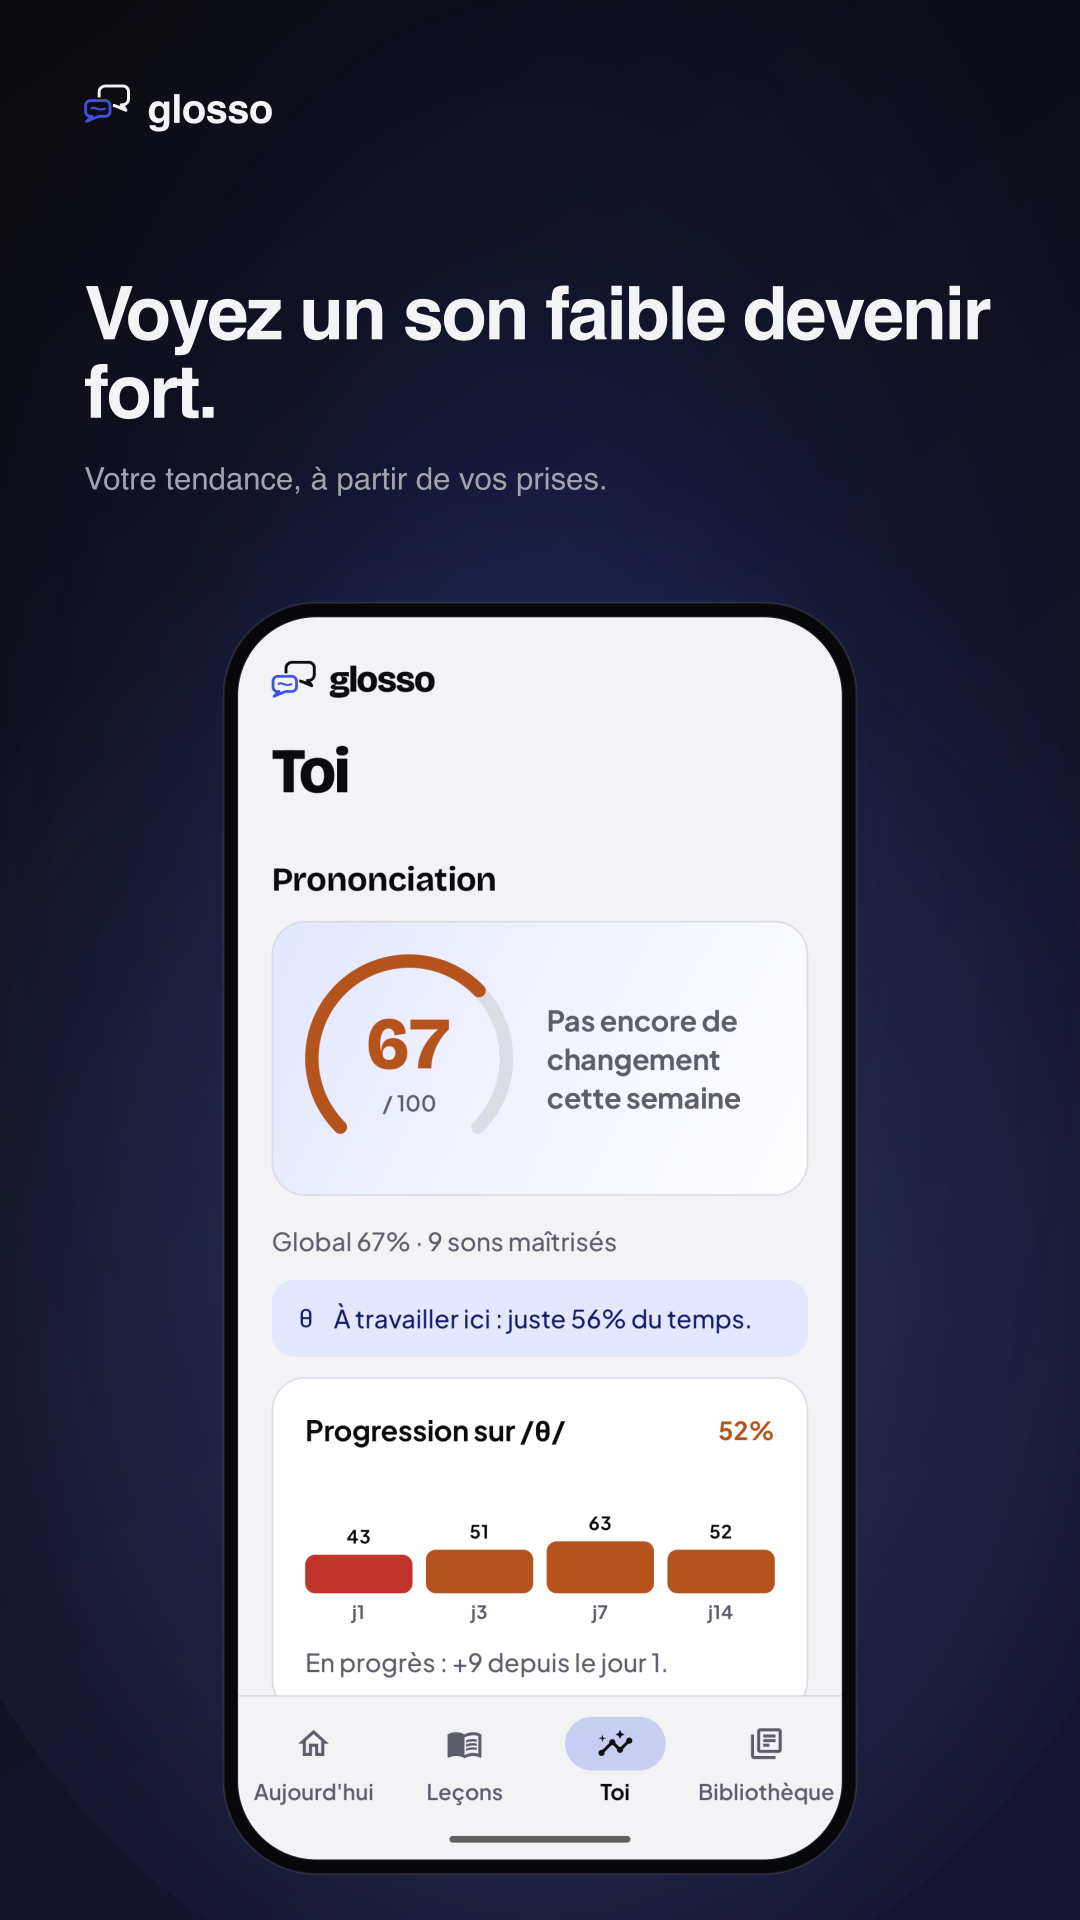 glosso
Voyez un son faible devenir
fort.
Votre tendance, à partir de vos prises.
glosso
Toi
Prononciation
67
/ 100
Pas encore de
changement
cette semaine
Global 67% · 9 sons maîtrisés
θ À travailler ici : juste 56% du temps.
Progression sur /θ/ 52%
43 51 63 52
j1 j3 j7 j14
En progrès : +9 depuis le jour 1.
Aujourd'hui Leçons Toi Bibliothèque